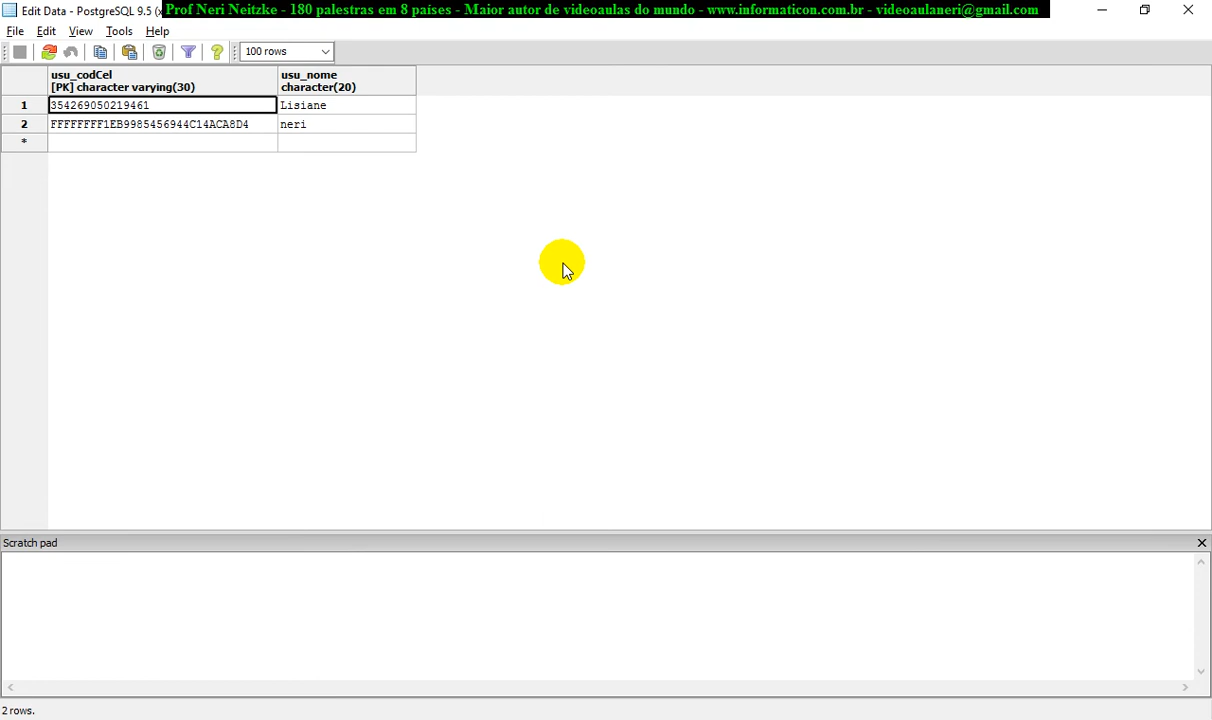 Edit Data - PostgreSQL 9.5 (x
Prof Neri Neitzke - 180 palestras em 8 países - Maior autor de videoaulas do mundo - www.informaticon.com.br - videoaulaneri@gmail.com
File Edit View Tools Help
100 rows
usu_codCel usu_nome
[PK] character varying(30) character(20)
1 354269050219461 Lisiane
2 FFFFFFFF1EB9985456944C14ACA8D4 neri
*
Scratch pad
2 rows.